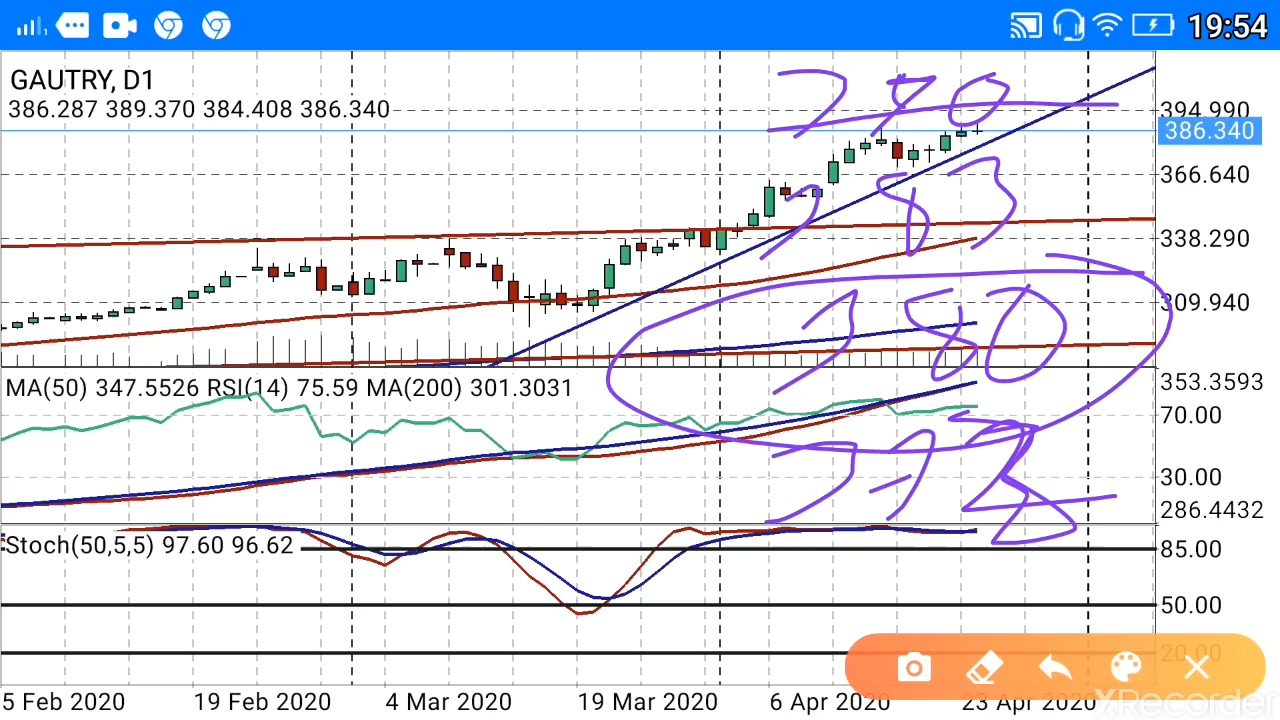 19:54
GAUTRY, D1
386.287 389.370 384.408 386.340
394.990
386.340
366.640
383
338.290
309.940
380
MA(50) 347.5526 RSI(14) 75.59 MA(200) 301.3031
353.3593
70.00
30.00
286.4432
Stoch(50,5,5) 97.60 96.62
85.00
50.00
20.00
5 Feb 2020 19 Feb 2020 4 Mar 2020 19 Mar 2020 6 Apr 2020 23 Apr 2020
XRecorder